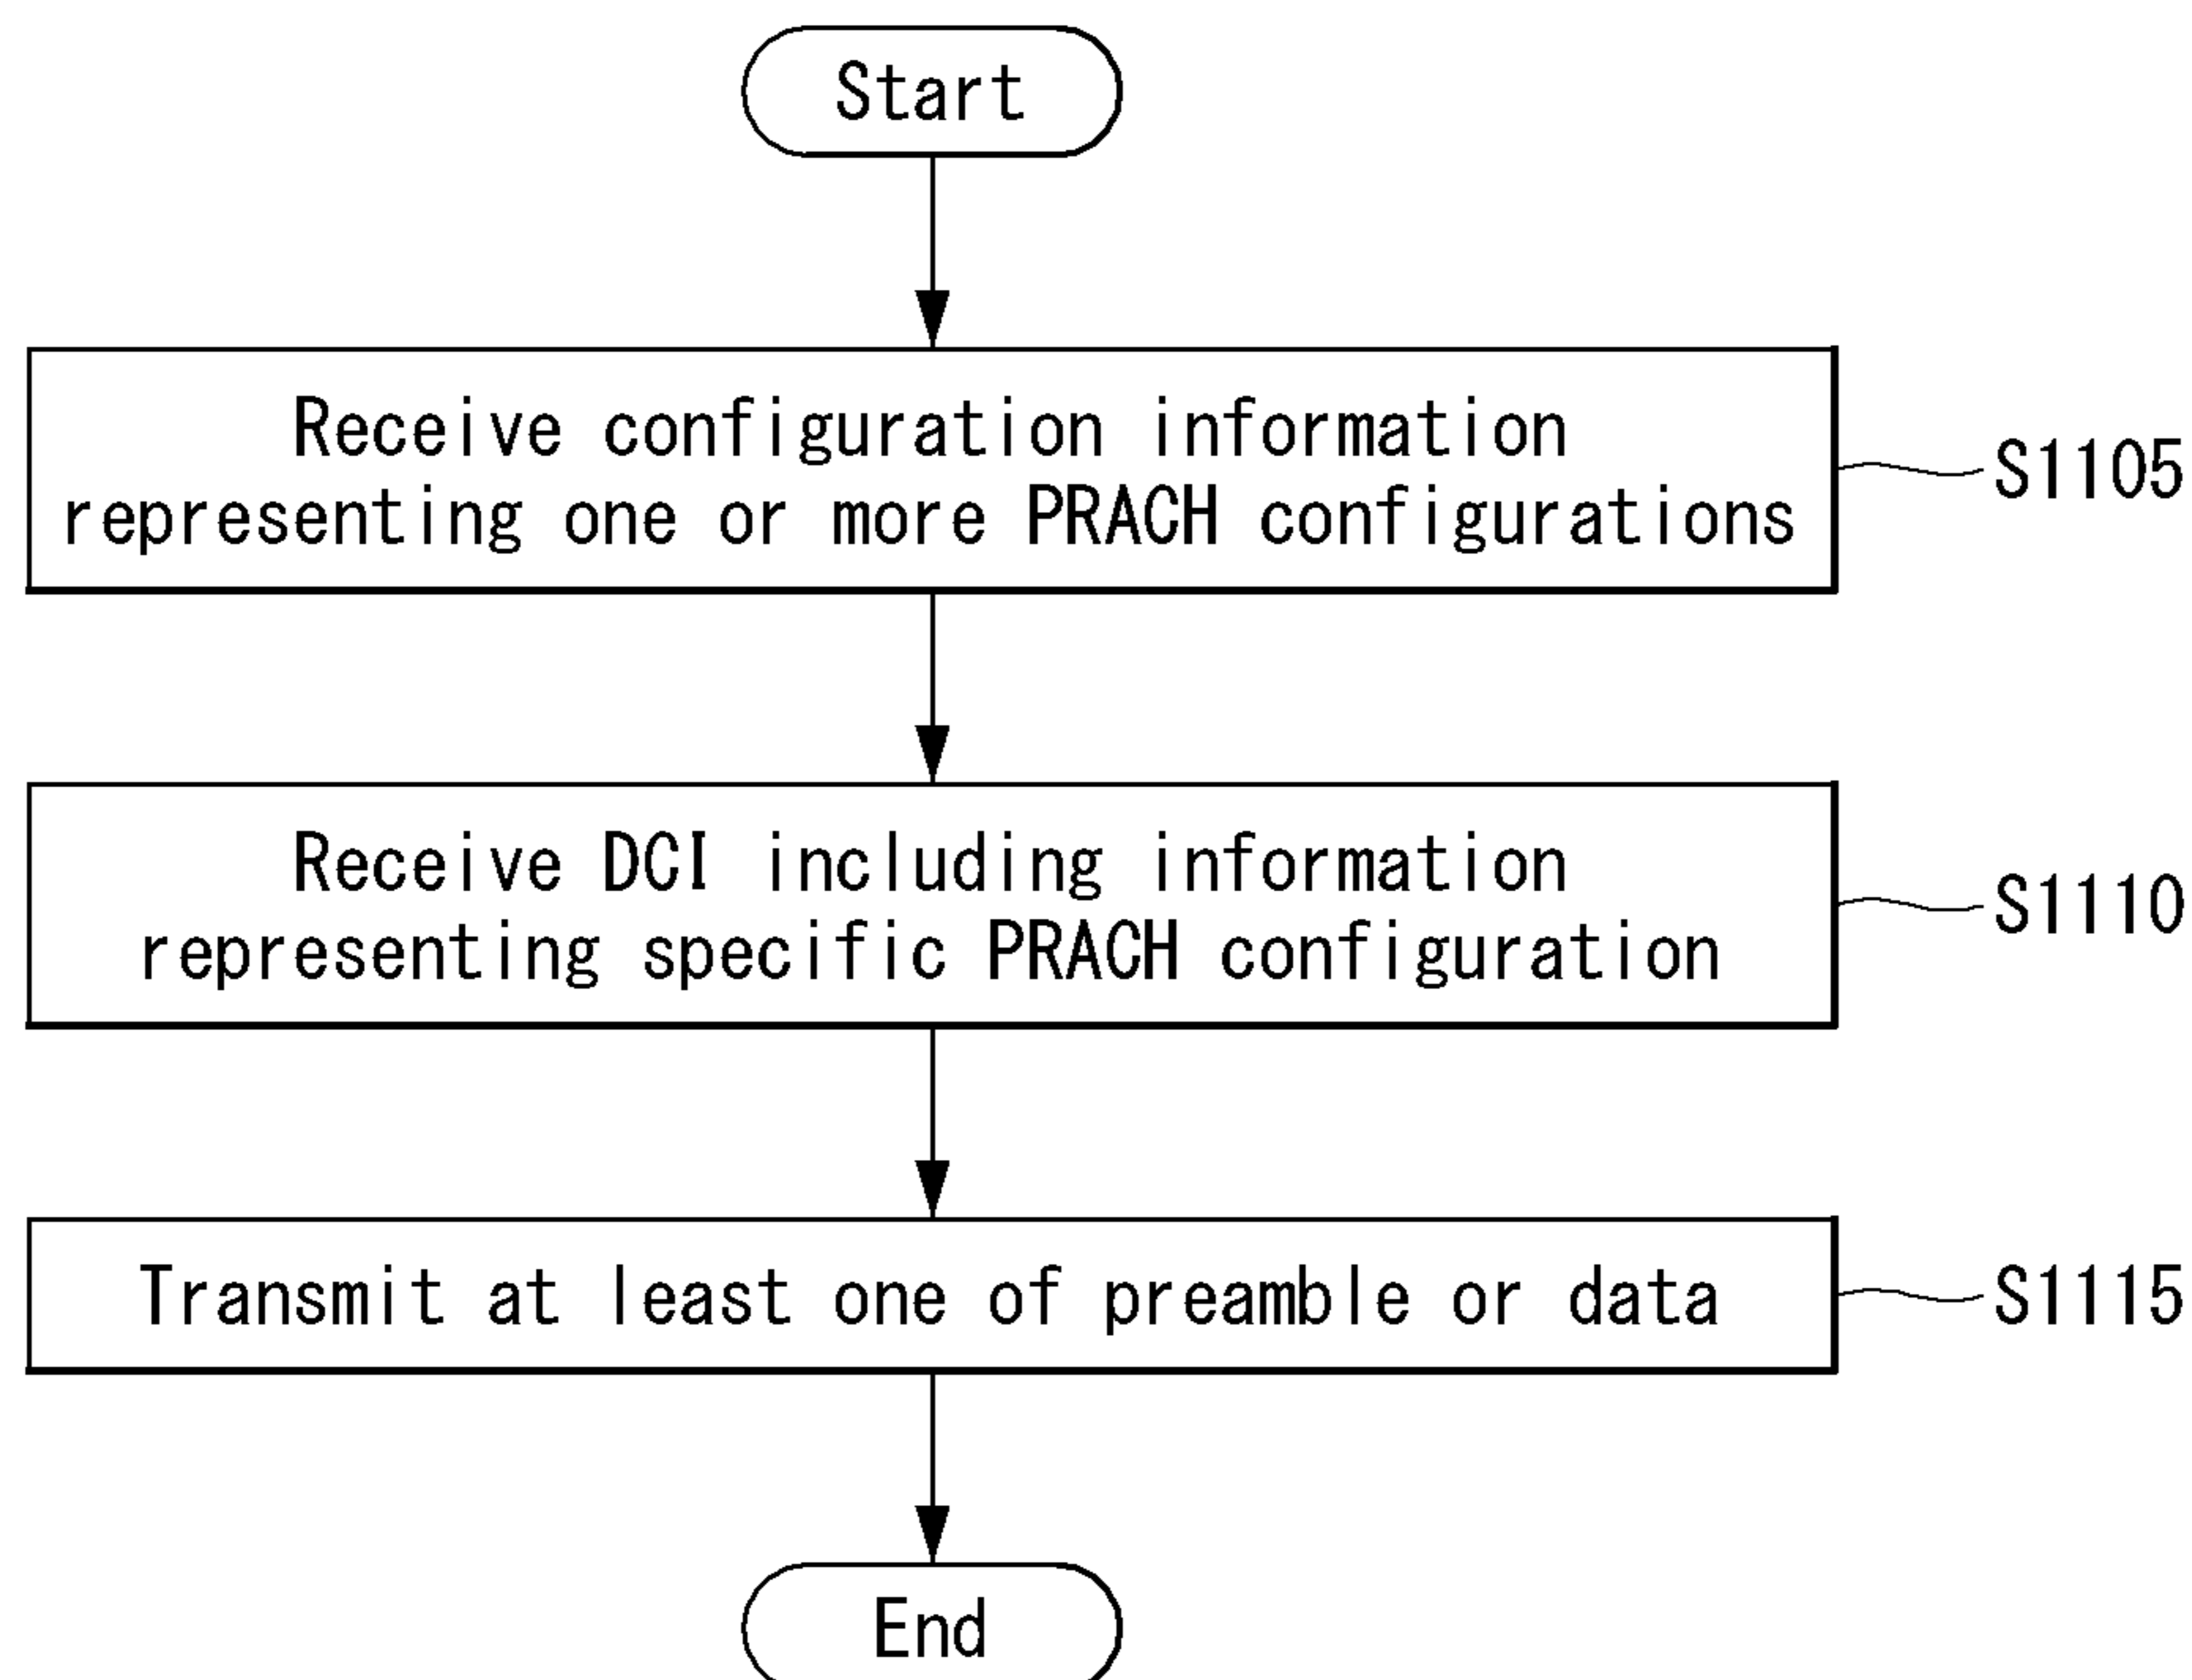 Start
Receive configuration information
representing one or more PRACH configurations
S1105
Receive DCI including information
representing specific PRACH configuration
S1110
Transmit at least one of preamble or data
S1115
End